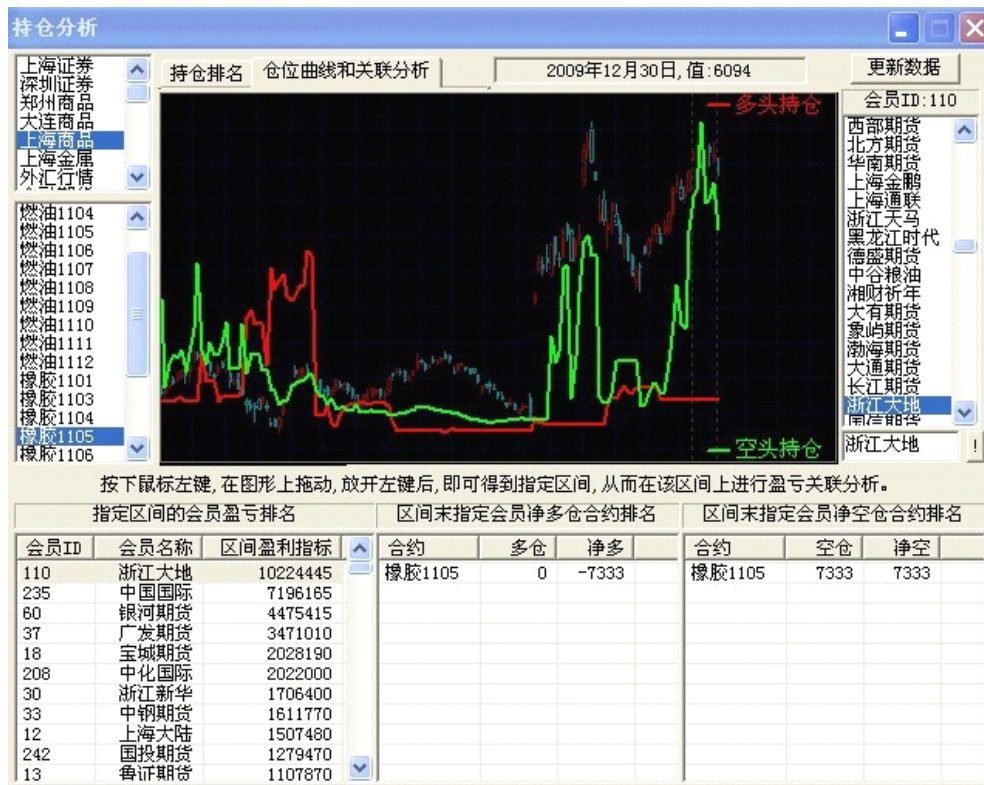 持仓分析
上海证券
深圳证券
郑州商品
大连商品
上海商品
上海金属
外汇行情
持仓排名
仓位曲线和关联分析
2009年12月30日,值:6094
更新数据
会员ID:110
燃油1104
燃油1105
燃油1106
燃油1107
燃油1108
燃油1109
燃油1110
燃油1111
燃油1112
橡胶1101
橡胶1103
橡胶1104
橡胶1105
橡胶1106
多头持仓
空头持仓
西部期货
北方期货
华南期货
上海金鹏
上海通联
浙江天马
黑龙江时代
德盛期货
中谷粮油
湘财祈年
大有期货
象屿期货
渤海期货
大通期货
长江期货
浙江大地
浙江大地
!
按下鼠标左键,在图形上拖动,放开左键后,即可得到指定区间,从而在该区间上进行盈亏关联分析。
指定区间的会员盈亏排名
区间末指定会员净多仓合约排名
区间末指定会员净空仓合约排名
会员ID 会员名称 区间盈利指标
110 浙江大地 10224445
235 中国国际 7196165
60 银河期货 4475415
37 广发期货 3471010
18 宝城期货 2028190
208 中化国际 2022000
30 浙江新华 1706400
33 中钢期货 1611770
12 上海大陆 1507480
242 国投期货 1279470
13 鲁证期货 1107870
合约 多仓 净多
橡胶1105 0 -7333
合约 空仓 净空
橡胶1105 7333 7333